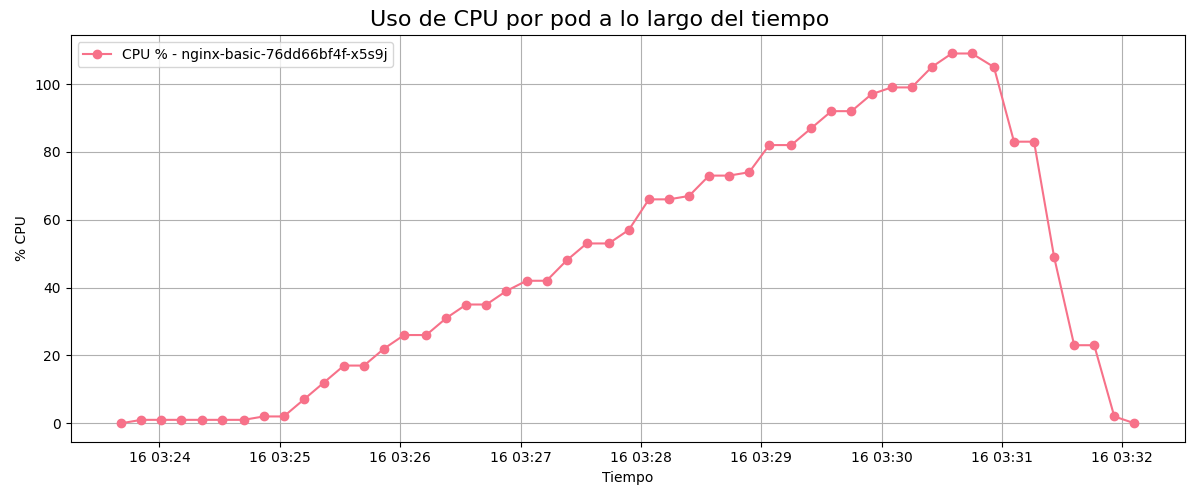 Uso de CPU por pod a lo largo del tiempo
CPU % - nginx-basic-76dd66bf4f-x5s9j
% CPU
100
80
60
40
20
0
16 03:24 16 03:25 16 03:26 16 03:27 16 03:28 16 03:29 16 03:30 16 03:31 16 03:32
Tiempo